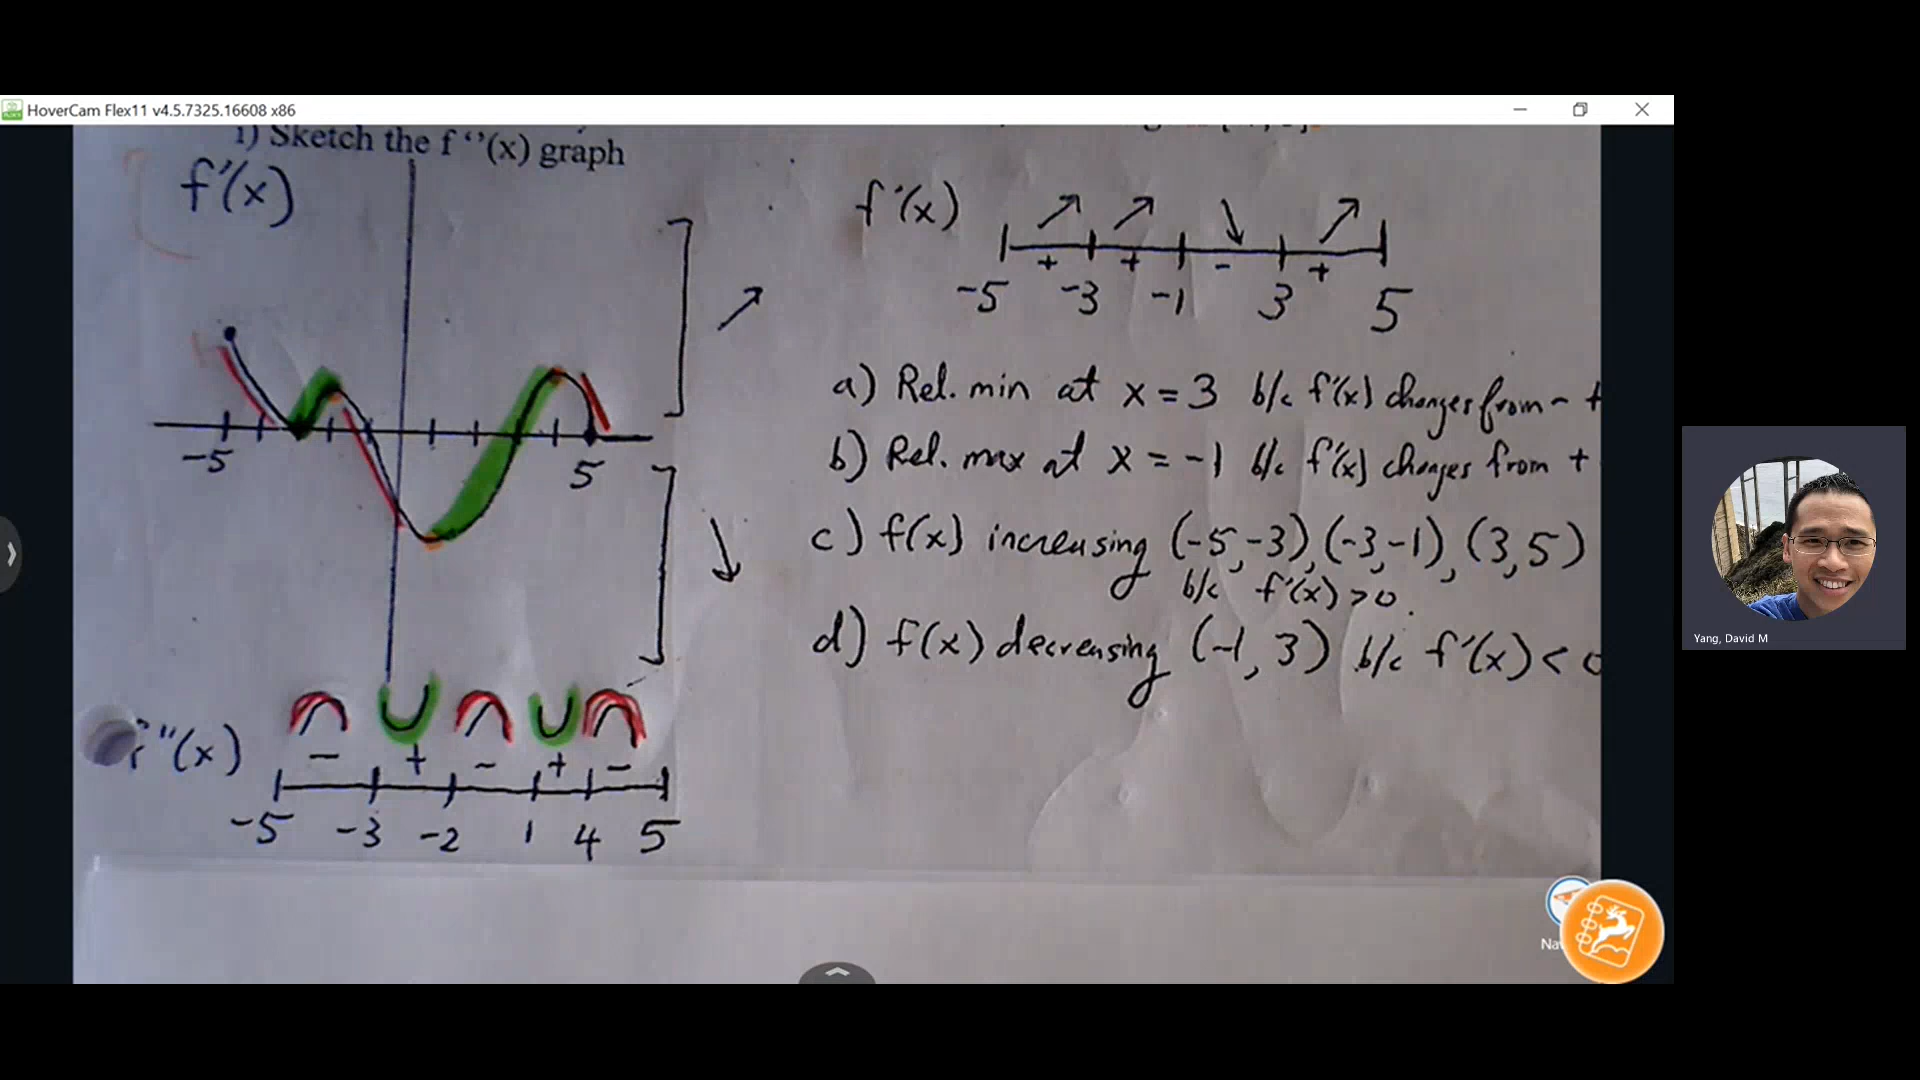 HoverCam Flex11 v4.5.7325.16608 x86
i) Sketch the f ''(x) graph
f'(x)
-5
5
f''(x)
- + - + -
-5 -3 -2 1 4 5
f'(x)
+ + - +
-5 -3 -1 3 5
a) Rel. min at x = 3 b/c f'(x) changes from - +
b) Rel. max at x = -1 b/c f'(x) changes from +
c) f(x) increasing (-5,-3), (-3,-1), (3,5)
b/c f'(x) > 0.
d) f(x) decreasing (-1, 3) b/c f'(x) < 0
Yang, David M